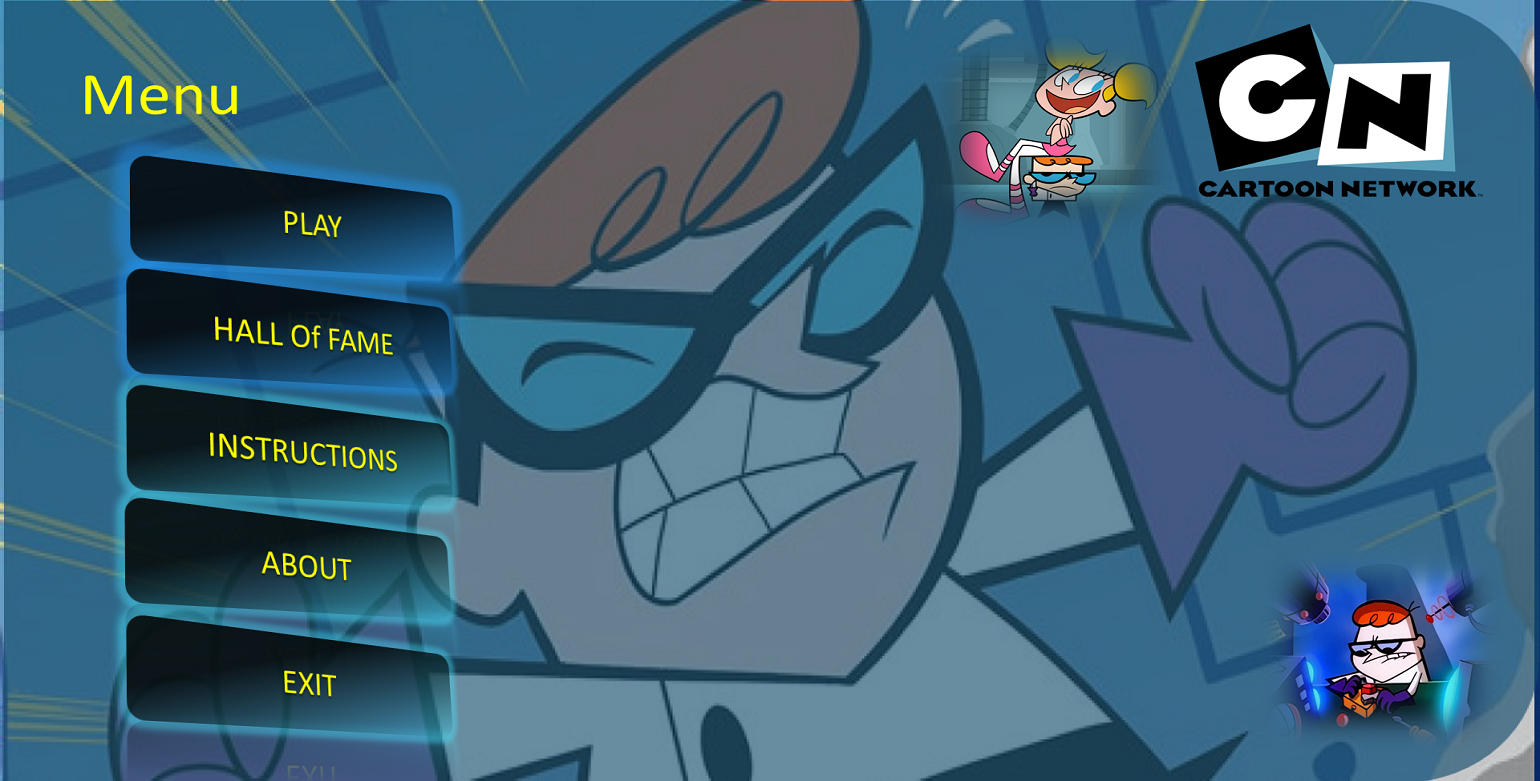 Menu
CN
CARTOON NETWORK
PLAY
HALL Of FAME
INSTRUCTIONS
ABOUT
EXIT